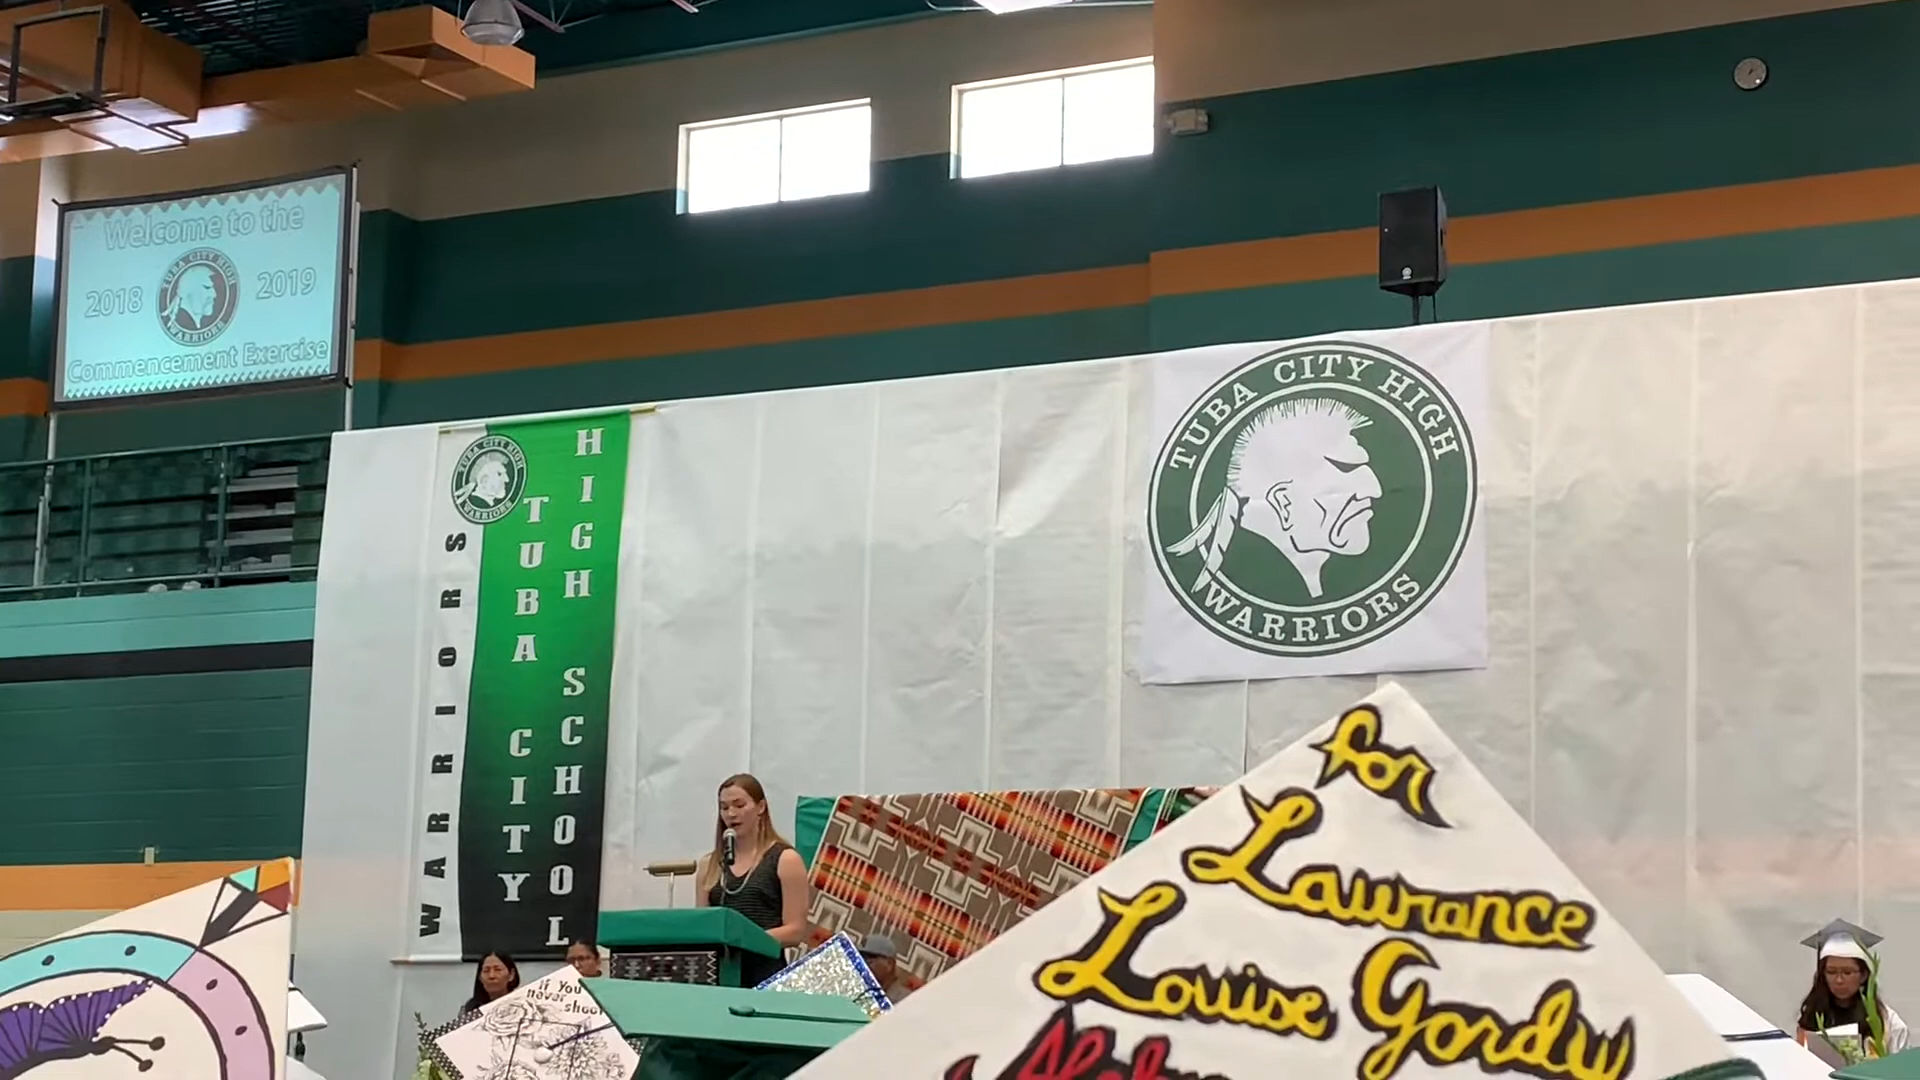 Welcome to the
2018
TUBA CITY HIGH
WARRIORS
2019
Commencement Exercise
TUBA CITY HIGH
WARRIORS
WARRIORS
TUBA CITY
HIGH SCHOOL
TUBA CITY HIGH
WARRIORS
for
Lawrance
Louise Gordy
If You
never shoot